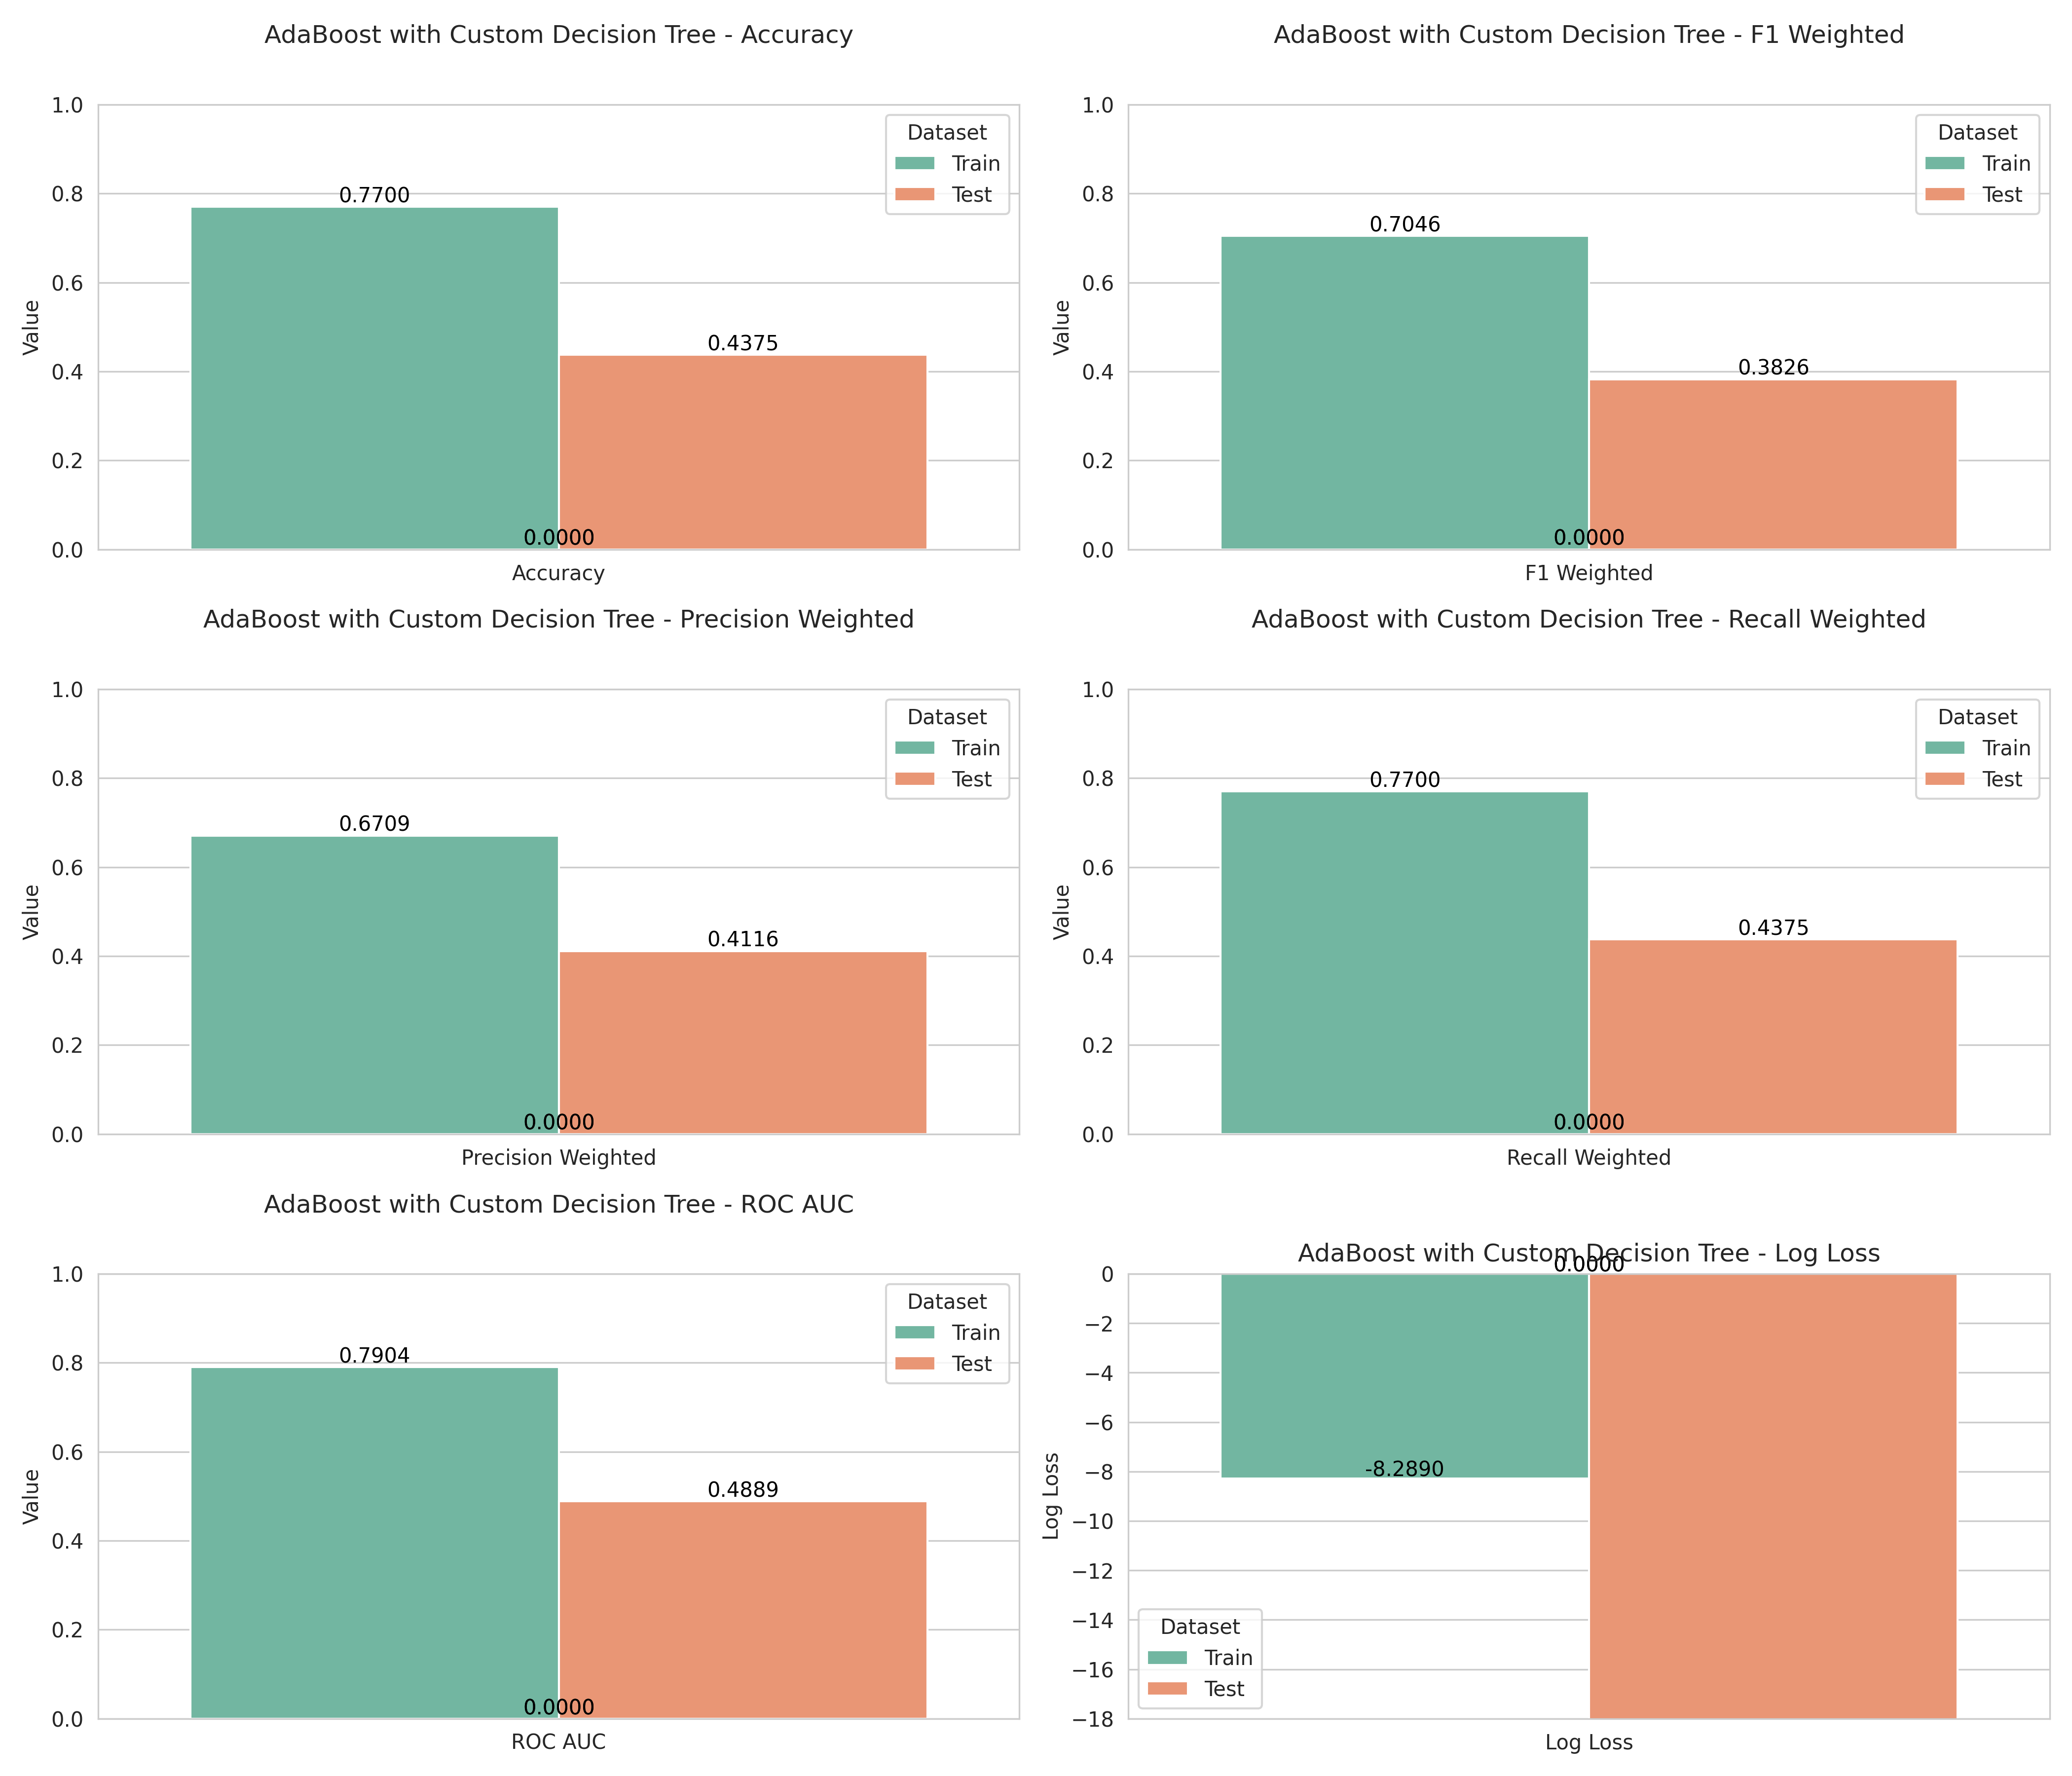 AdaBoost with Custom Decision Tree - Accuracy
1.0
0.8
0.6
0.4
0.2
0.0
Value
0.7700
0.4375
0.0000
Dataset
Train
Test
Accuracy
AdaBoost with Custom Decision Tree - F1 Weighted
1.0
0.8
0.6
0.4
0.2
0.0
Value
0.7046
0.3826
0.0000
Dataset
Train
Test
F1 Weighted
AdaBoost with Custom Decision Tree - Precision Weighted
1.0
0.8
0.6
0.4
0.2
0.0
Value
0.6709
0.4116
0.0000
Dataset
Train
Test
Precision Weighted
AdaBoost with Custom Decision Tree - Recall Weighted
1.0
0.8
0.6
0.4
0.2
0.0
Value
0.7700
0.4375
0.0000
Dataset
Train
Test
Recall Weighted
AdaBoost with Custom Decision Tree - ROC AUC
1.0
0.8
0.6
0.4
0.2
0.0
Value
0.7904
0.4889
0.0000
Dataset
Train
Test
ROC AUC
AdaBoost with Custom Decision Tree - Log Loss
0.0000
0
−2
−4
−6
−8
−10
−12
−14
−16
−18
Log Loss
-8.2890
Dataset
Train
Test
Log Loss